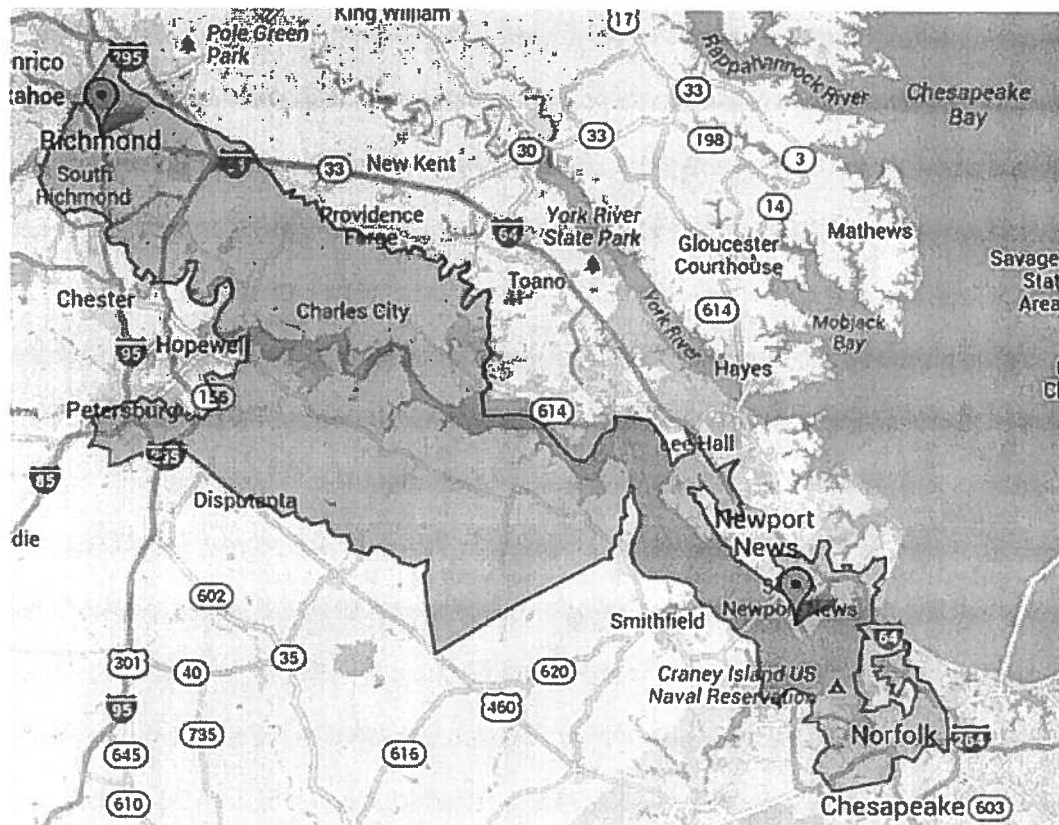 King William
17
Pole Green
Park
Rappahannock
River
295
33
Chesapeake
Bay
Richmond
33
198
30
3
33
New Kent
South
Richmond
14
York River
State Park
Providence
Forge
64
Mathews
Gloucester
Courthouse
Savage
Toano
Chester
Charles City
614
York River
Mobjack
Bay
Hopewell
95
Hayes
156
Petersburg
614
Lee Hall
85
Disputanta
Newport
News
die
602
Newport News
Smithfield
64
35
301
40
620
Craney Island US
Naval Reservation
460
95
735
Norfolk
264
645
616
610
Chesapeake
603